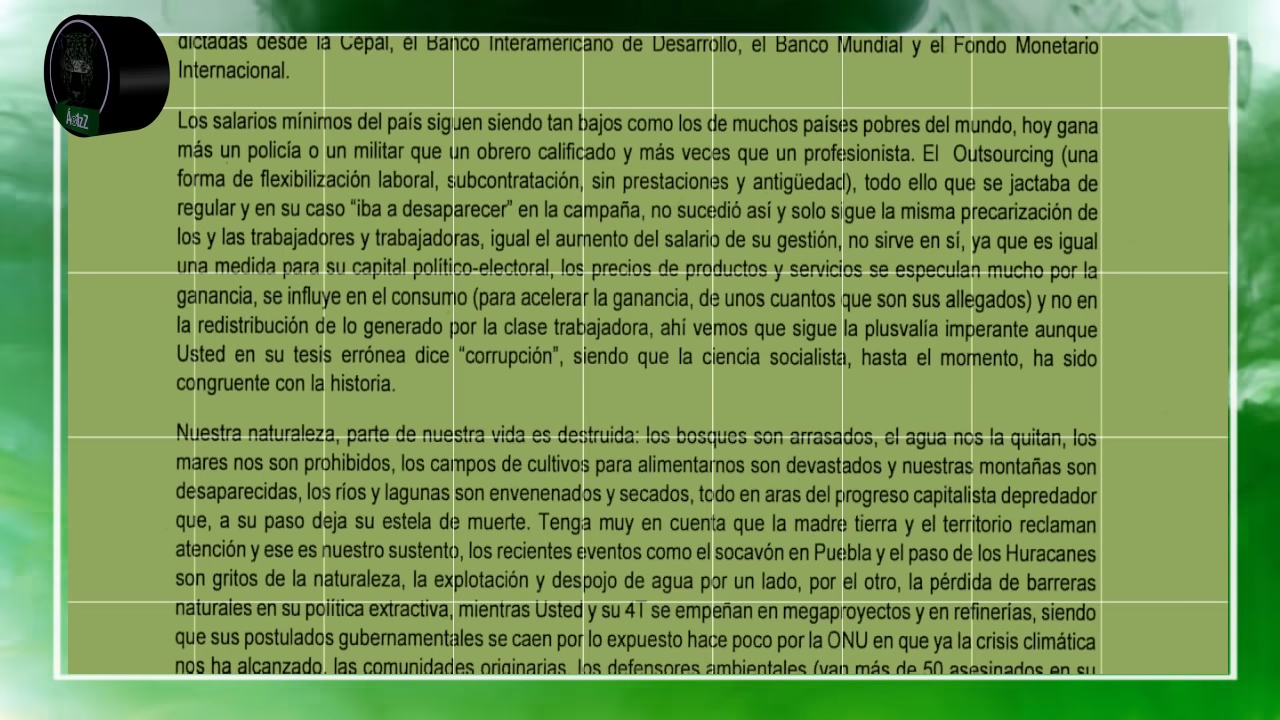 dictadas desde la Cepal, el Banco Interamericano de Desarrollo, el Banco Mundial y el Fondo Monetario
Internacional.
Los salarios mínimos del país siguen siendo tan bajos como los de muchos países pobres del mundo, hoy gana
más un policía o un militar que un obrero calificado y más veces que un profesionista. El Outsourcing (una
forma de flexibilización laboral, subcontratación, sin prestaciones y antigüedad), todo ello que se jactaba de
regular y en su caso “iba a desaparecer” en la campaña, no sucedió así y solo sigue la misma precarización de
los y las trabajadores y trabajadoras, igual el aumento del salario de su gestión, no sirve en sí, ya que es igual
una medida para su capital político-electoral, los precios de productos y servicios se especulan mucho por la
ganancia, se influye en el consumo (para acelerar la ganancia, de unos cuantos que son sus allegados) y no en
la redistribución de lo generado por la clase trabajadora, ahí vemos que sigue la plusvalía imperante aunque
Usted en su tesis errónea dice “corrupción”, siendo que la ciencia socialista, hasta el momento, ha sido
congruente con la historia.
Nuestra naturaleza, parte de nuestra vida es destruida: los bosques son arrasados, el agua nos la quitan, los
mares nos son prohibidos, los campos de cultivos para alimentarnos son devastados y nuestras montañas son
desaparecidas, los ríos y lagunas son envenenados y secados, todo en aras del progreso capitalista depredador
que, a su paso deja su estela de muerte. Tenga muy en cuenta que la madre tierra y el territorio reclaman
atención y ese es nuestro sustento, los recientes eventos como el socavón en Puebla y el paso de los Huracanes
son gritos de la naturaleza, la explotación y despojo de agua por un lado, por el otro, la pérdida de barreras
naturales en su política extractiva, mientras Usted y su 4T se empeñan en megaproyectos y en refinerías, siendo
que sus postulados gubernamentales se caen por lo expuesto hace poco por la ONU en que ya la crisis climática
nos ha alcanzado, las comunidades originarias, los defensores ambientales (van más de 50 asesinados en su